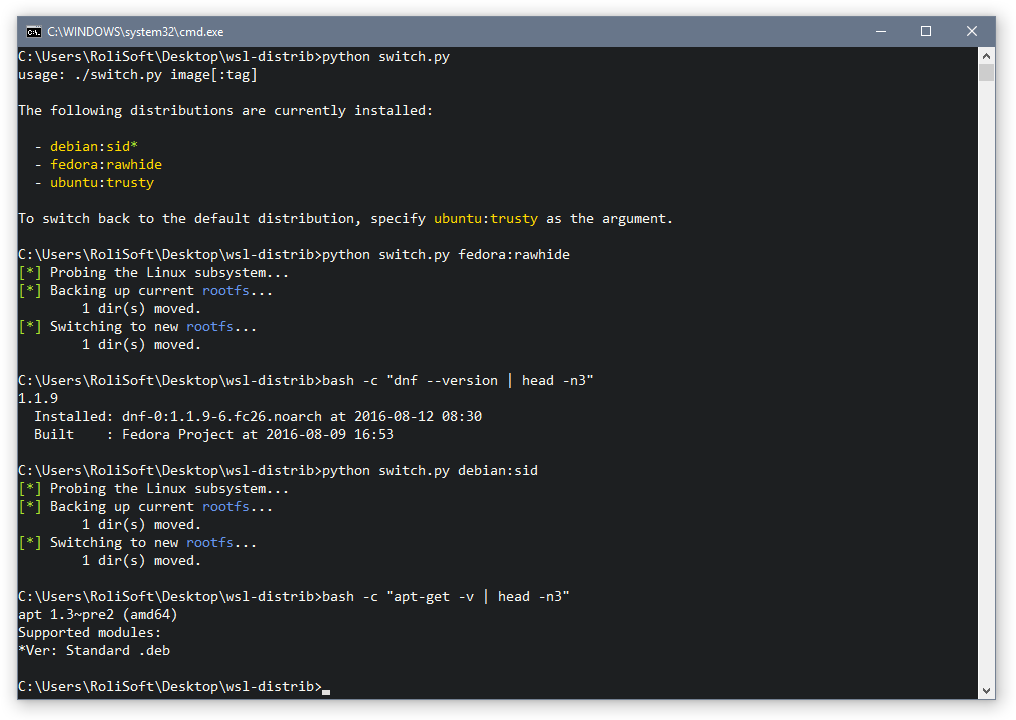 C:\WINDOWS\system32\cmd.exe
C:\Users\RoliSoft\Desktop\wsl-distrib>python switch.py
usage: ./switch.py image[:tag]
The following distributions are currently installed:
- debian:sid*
- fedora:rawhide
- ubuntu:trusty
To switch back to the default distribution, specify ubuntu:trusty as the argument.
C:\Users\RoliSoft\Desktop\wsl-distrib>python switch.py fedora:rawhide
[*] Probing the Linux subsystem...
[*] Backing up current rootfs...
1 dir(s) moved.
[*] Switching to new rootfs...
1 dir(s) moved.
C:\Users\RoliSoft\Desktop\wsl-distrib>bash -c "dnf --version | head -n3"
1.1.9
Installed: dnf-0:1.1.9-6.fc26.noarch at 2016-08-12 08:30
Built    : Fedora Project at 2016-08-09 16:53
C:\Users\RoliSoft\Desktop\wsl-distrib>python switch.py debian:sid
[*] Probing the Linux subsystem...
[*] Backing up current rootfs...
1 dir(s) moved.
[*] Switching to new rootfs...
1 dir(s) moved.
C:\Users\RoliSoft\Desktop\wsl-distrib>bash -c "apt-get -v | head -n3"
apt 1.3~pre2 (amd64)
Supported modules:
*Ver: Standard .deb
C:\Users\RoliSoft\Desktop\wsl-distrib>